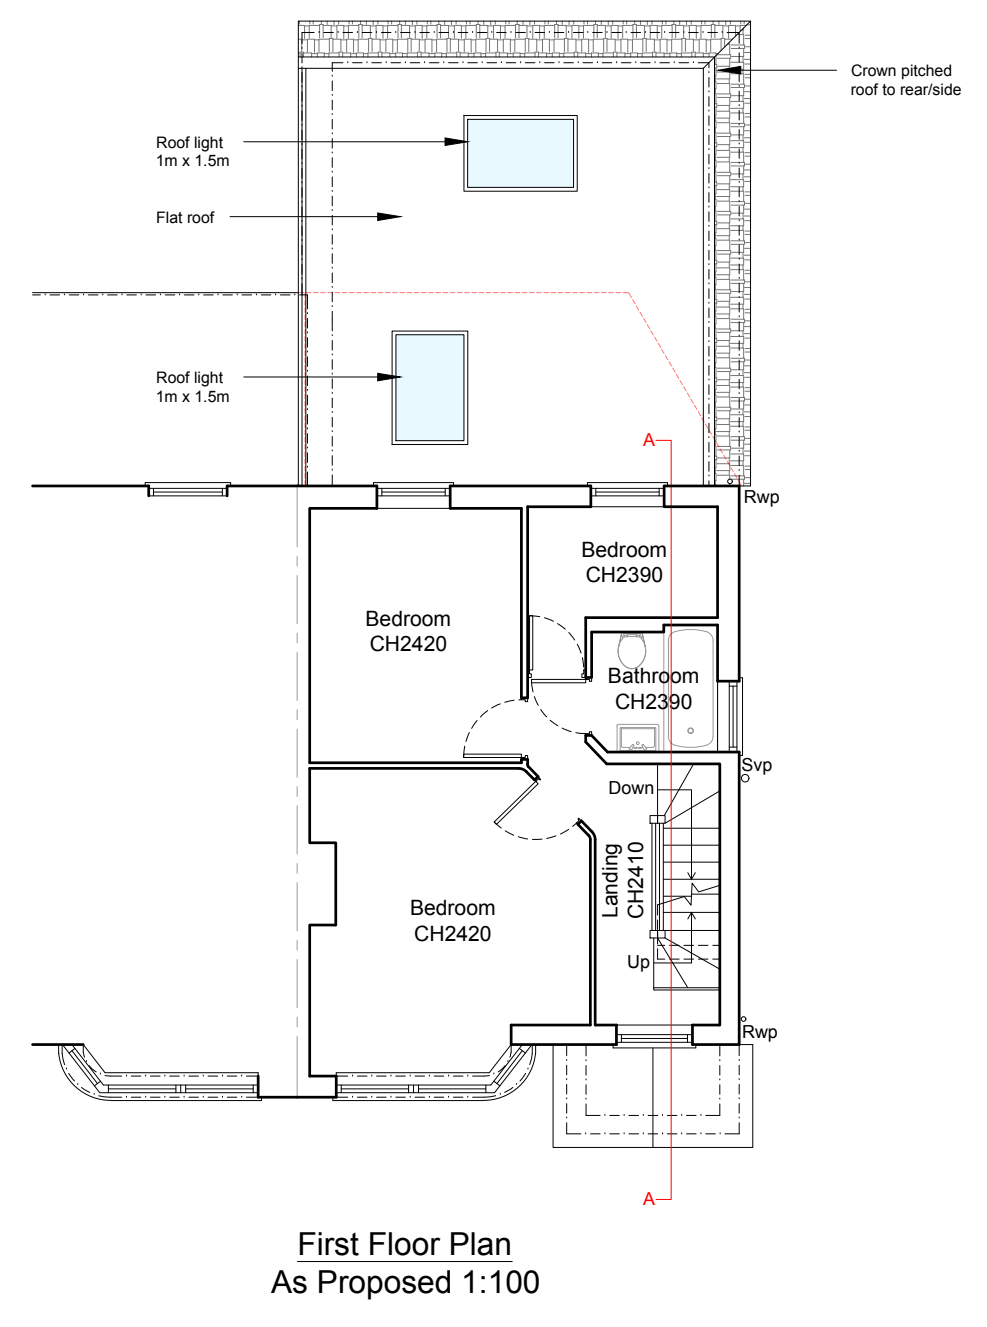 Crown pitched
roof to rear/side
Roof light
1m x 1.5m
Flat roof
Roof light
1m x 1.5m
A
Rwp
Bedroom
CH2390
Bedroom
CH2420
Bathroom
CH2390
Svp
Down
Landing
CH2410
Bedroom
CH2420
Up
Rwp
A
First Floor Plan
As Proposed 1:100